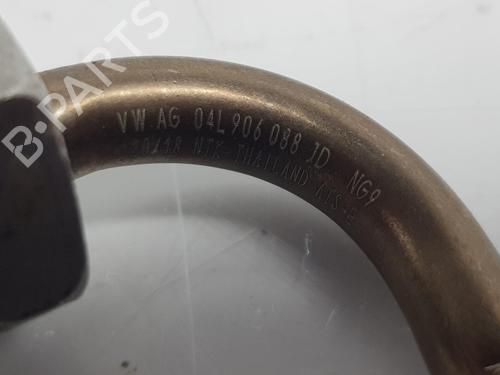 B-PARTS
VW AG 04L 906 088 JD NG9
NTK-THAILAND